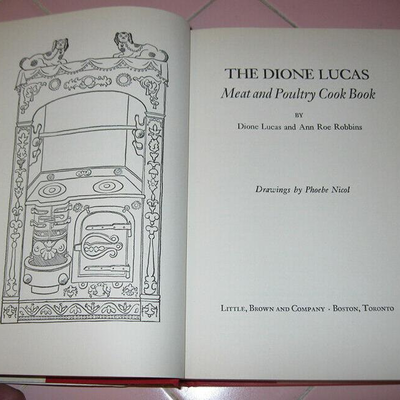 THE DIONE LUCAS
Meat and Poultry Cook Book
BY
Dione Lucas and Ann Roe Robbins
Drawings by Phoebe Nicol
LITTLE, BROWN AND COMPANY · BOSTON, TORONTO